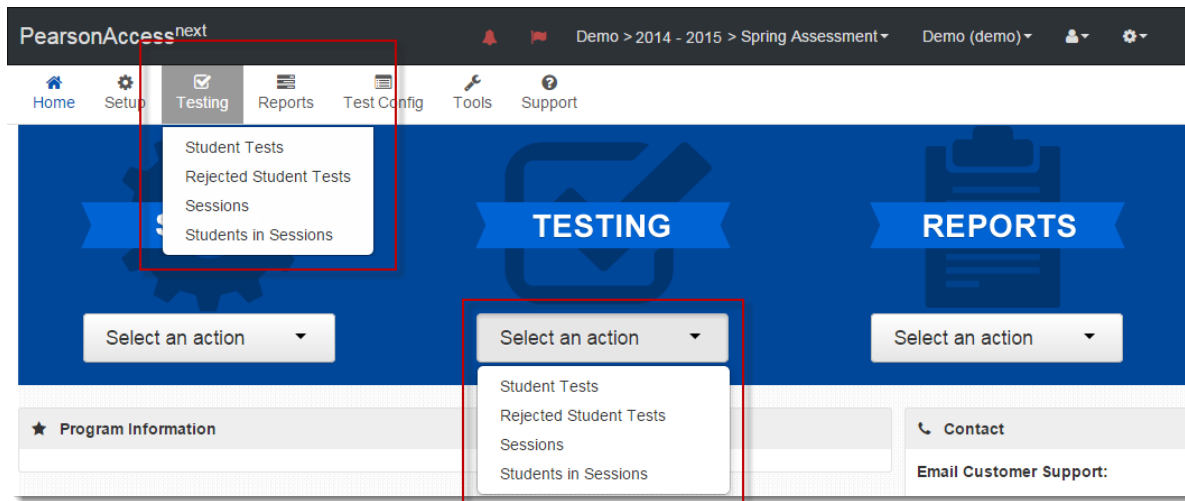 PearsonAccessnext
Demo > 2014 - 2015 > Spring Assessment
Demo (demo)
Home
Setup
Testing
Reports
Test Config
Tools
Support
Student Tests
Rejected Student Tests
Sessions
Students in Sessions
S
TESTING
REPORTS
Select an action
Select an action
Select an action
Student Tests
Rejected Student Tests
Sessions
Students in Sessions
Program Information
Contact
Email Customer Support: